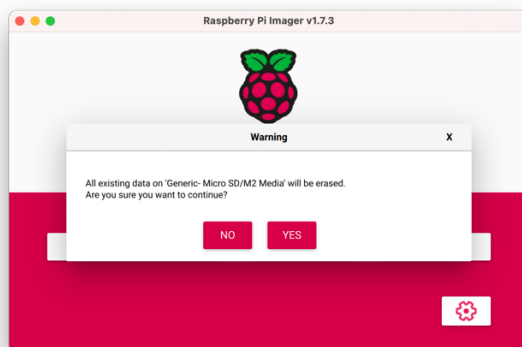 Raspberry Pi Imager v1.7.3
Warning
X
All existing data on 'Generic- Micro SD/M2 Media' will be erased.
Are you sure you want to continue?
NO
YES